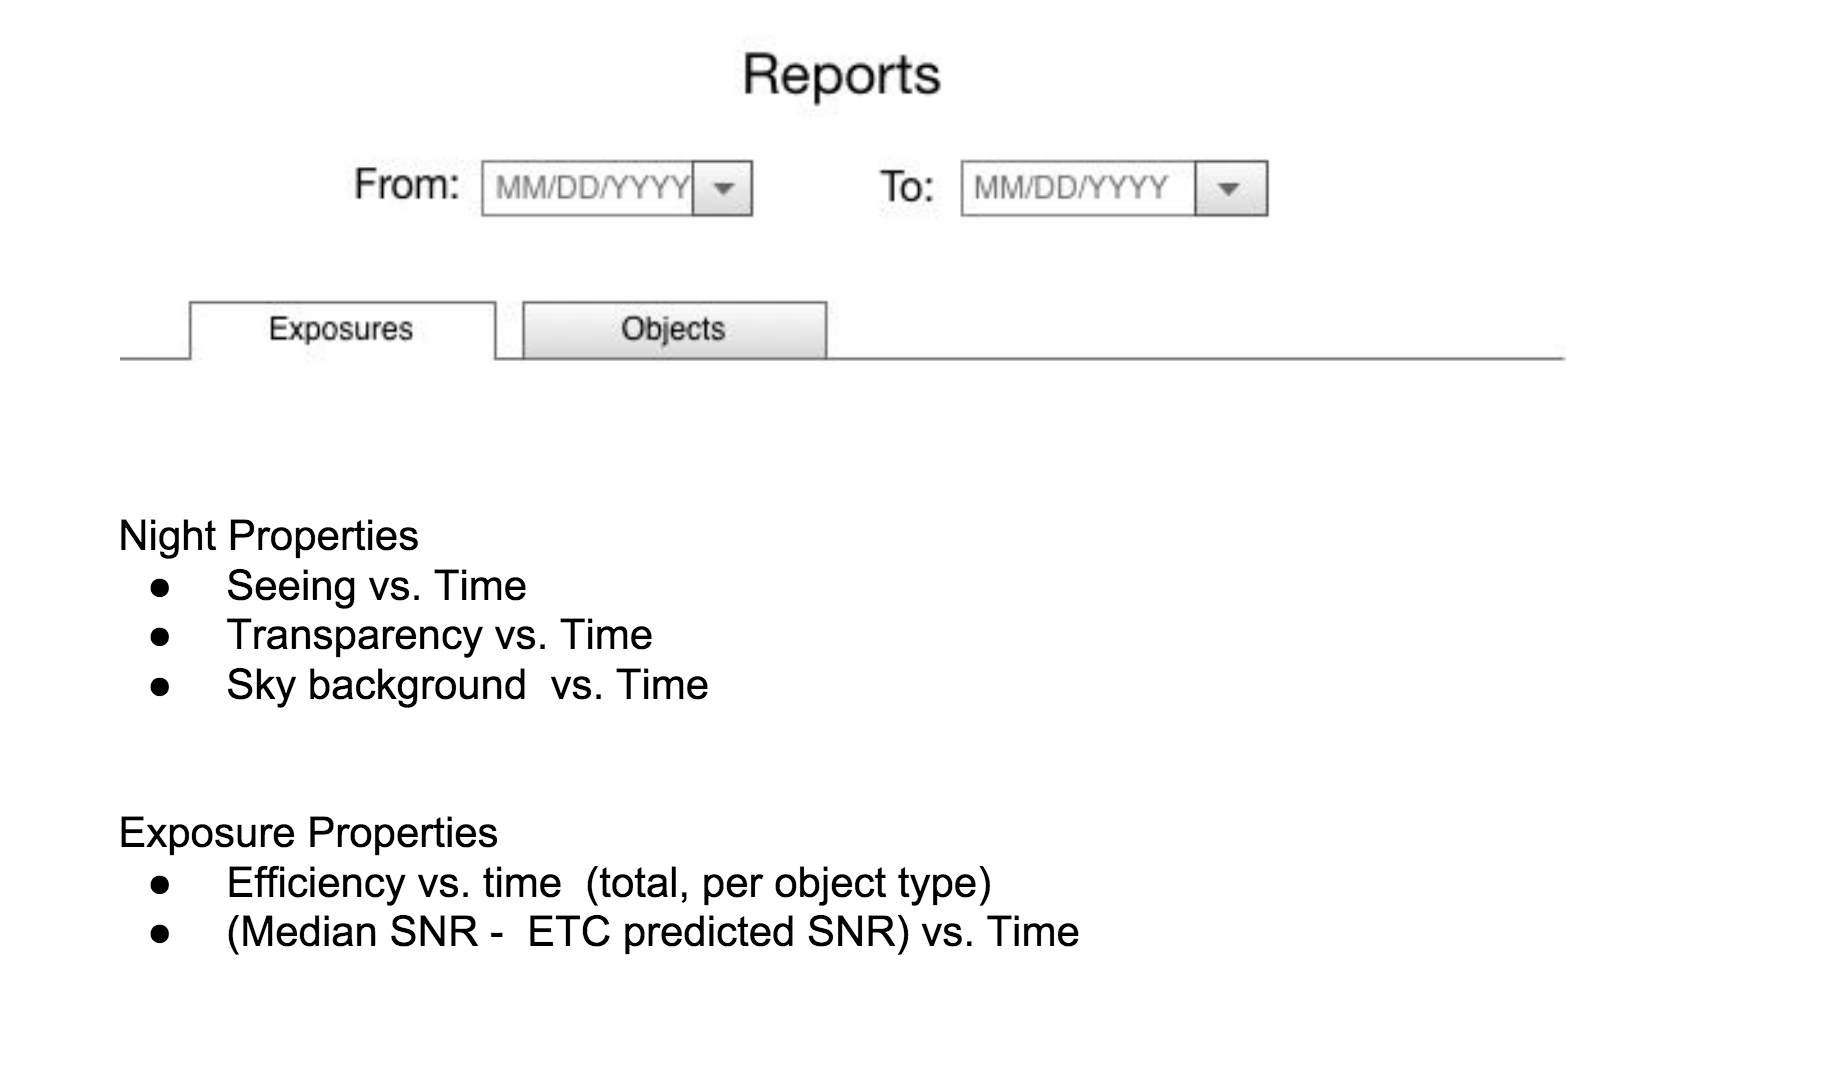 Reports
From: MM/DD/YYYY To: MM/DD/YYYY
Exposures Objects
Night Properties
● Seeing vs. Time
● Transparency vs. Time
● Sky background  vs. Time
Exposure Properties
● Efficiency vs. time  (total, per object type)
● (Median SNR -  ETC predicted SNR) vs. Time